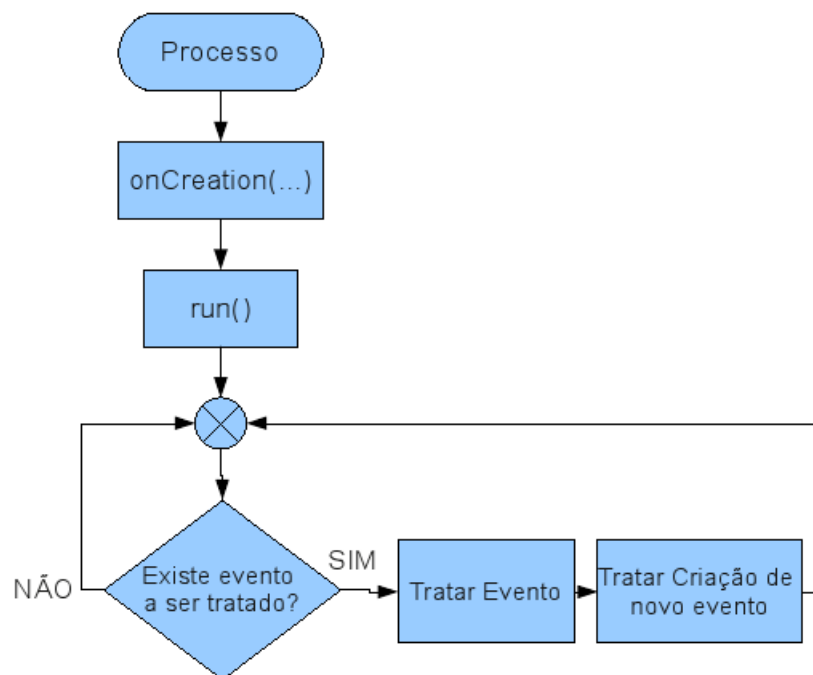 Processo
onCreation(...)
run()
Existe evento
a ser tratado?
NÃO
SIM
Tratar Evento
Tratar Criação de
novo evento